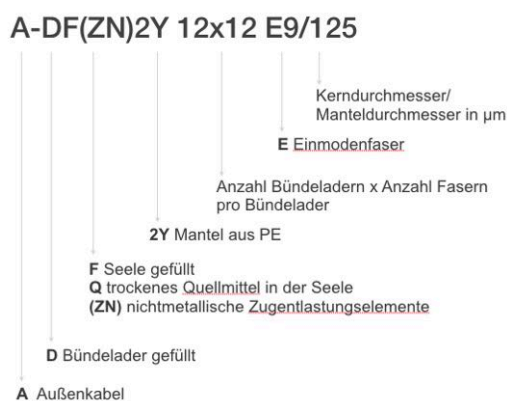 A-DF(ZN)2Y 12x12 E9/125
Kerndurchmesser/
Manteldurchmesser in µm
E Einmodenfaser
Anzahl Bündeladern x Anzahl Fasern
pro Bündelader
2Y Mantel aus PE
F Seele gefüllt
Q trockenes Quellmittel in der Seele
(ZN) nichtmetallische Zugentlastungselemente
D Bündelader gefüllt
A Außenkabel